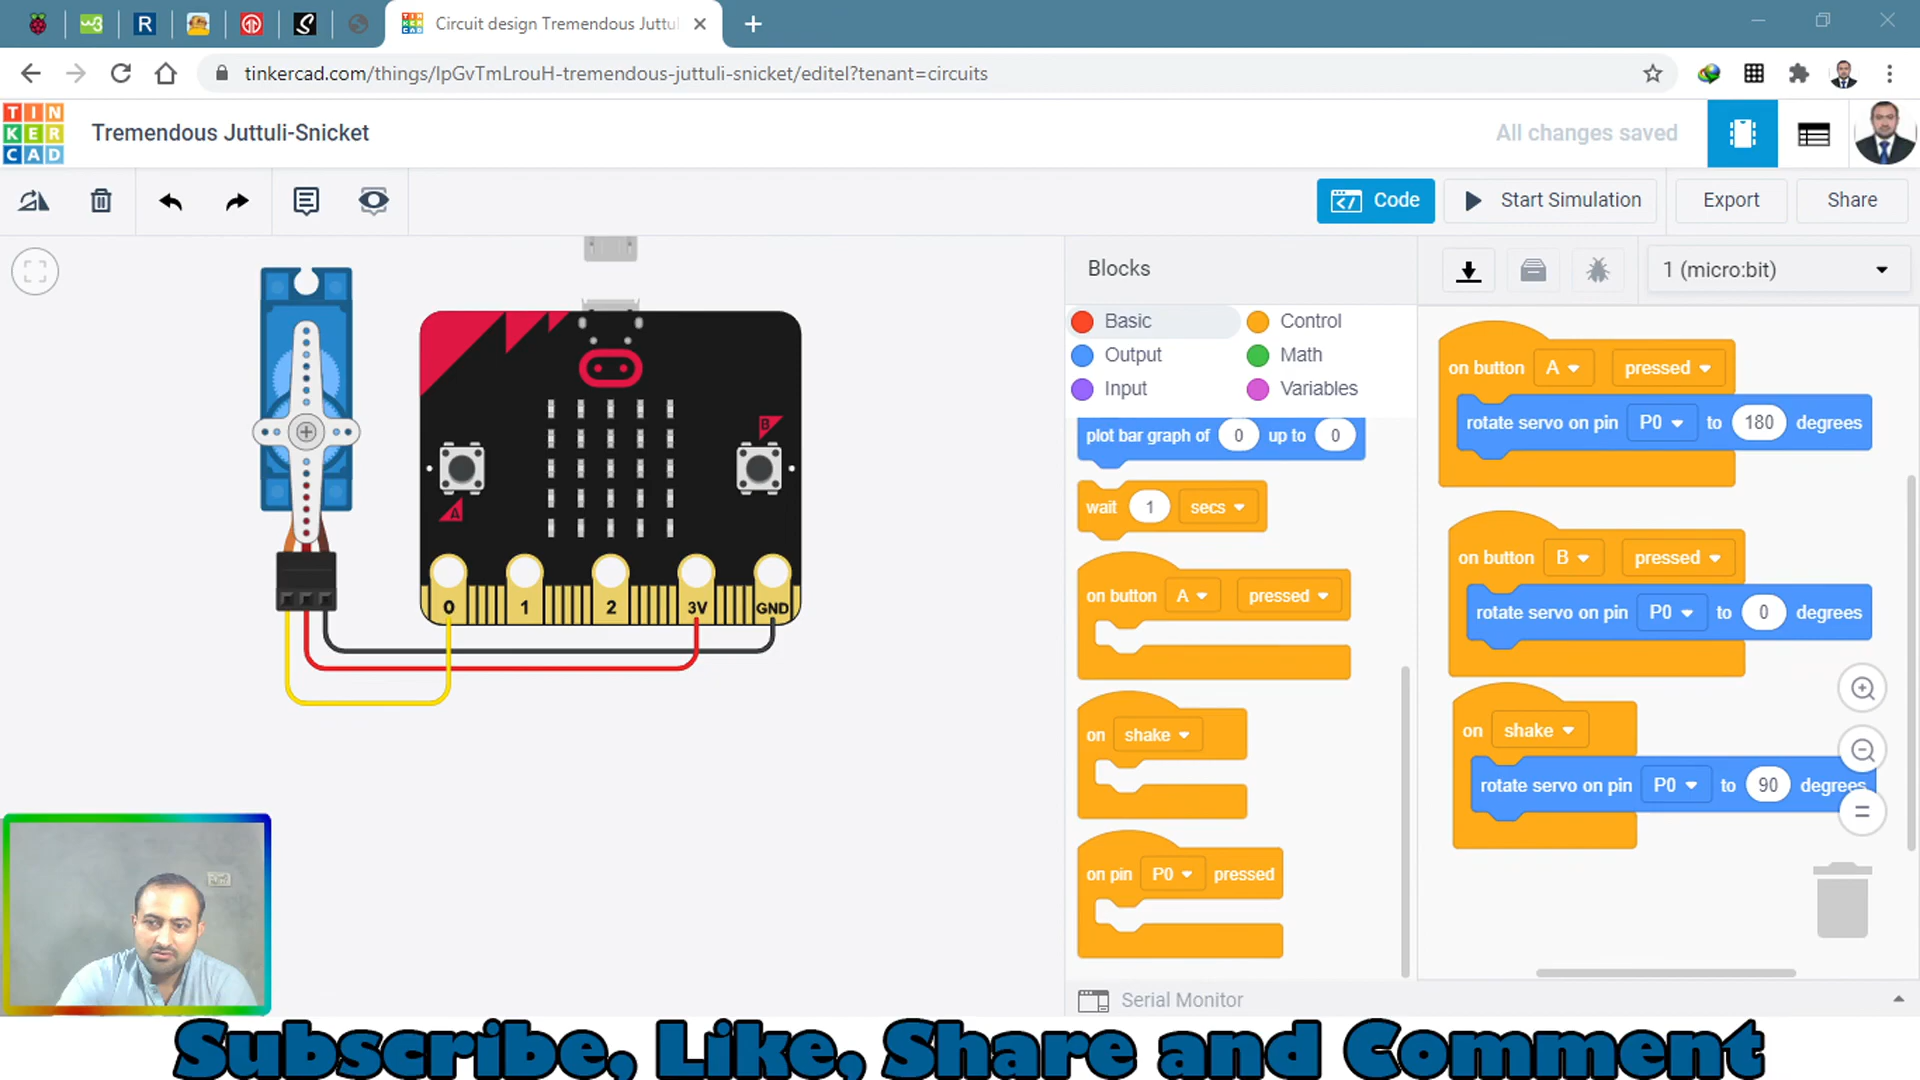 Circuit design Tremendous Juttul
tinkercad.com/things/lpGvTmLrouH-tremendous-juttuli-snicket/editel?tenant=circuits
TIN
KER
CAD
Tremendous Juttuli-Snicket
All changes saved
Code
Start Simulation
Export
Share
Blocks
1 (micro:bit)
Basic
Control
Output
Math
Input
Variables
plot bar graph of 0 up to 0
wait 1 secs
on button A pressed
on shake
on pin P0 pressed
on button A pressed
rotate servo on pin P0 to 180 degrees
on button B pressed
rotate servo on pin P0 to 0 degrees
on shake
rotate servo on pin P0 to 90 degrees
A
B
0 1 2 3V GND
Serial Monitor
Subscribe, Like, Share and Comment